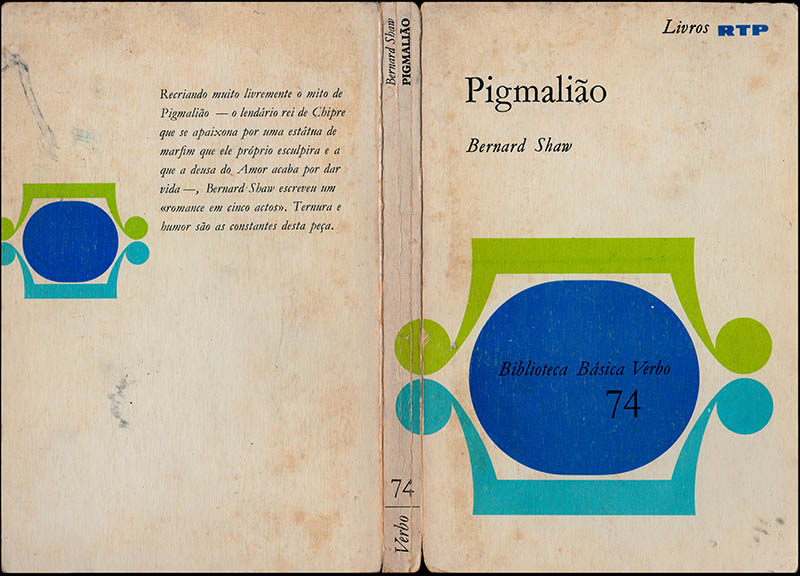 Recriando muito livremente o mito de
Pigmalião — o lendário rei de Chipre
que se apaixona por uma estátua de
marfim que ele próprio esculpira e a
que a deusa do Amor acaba por dar
vida —, Bernard Shaw escreveu um
«romance em cinco actos». Ternura e
humor são as constantes desta peça.
Bernard Shaw
PIGMALIÃO
74
Verbo
Livros RTP
Pigmalião
Bernard Shaw
Biblioteca Básica Verbo
74